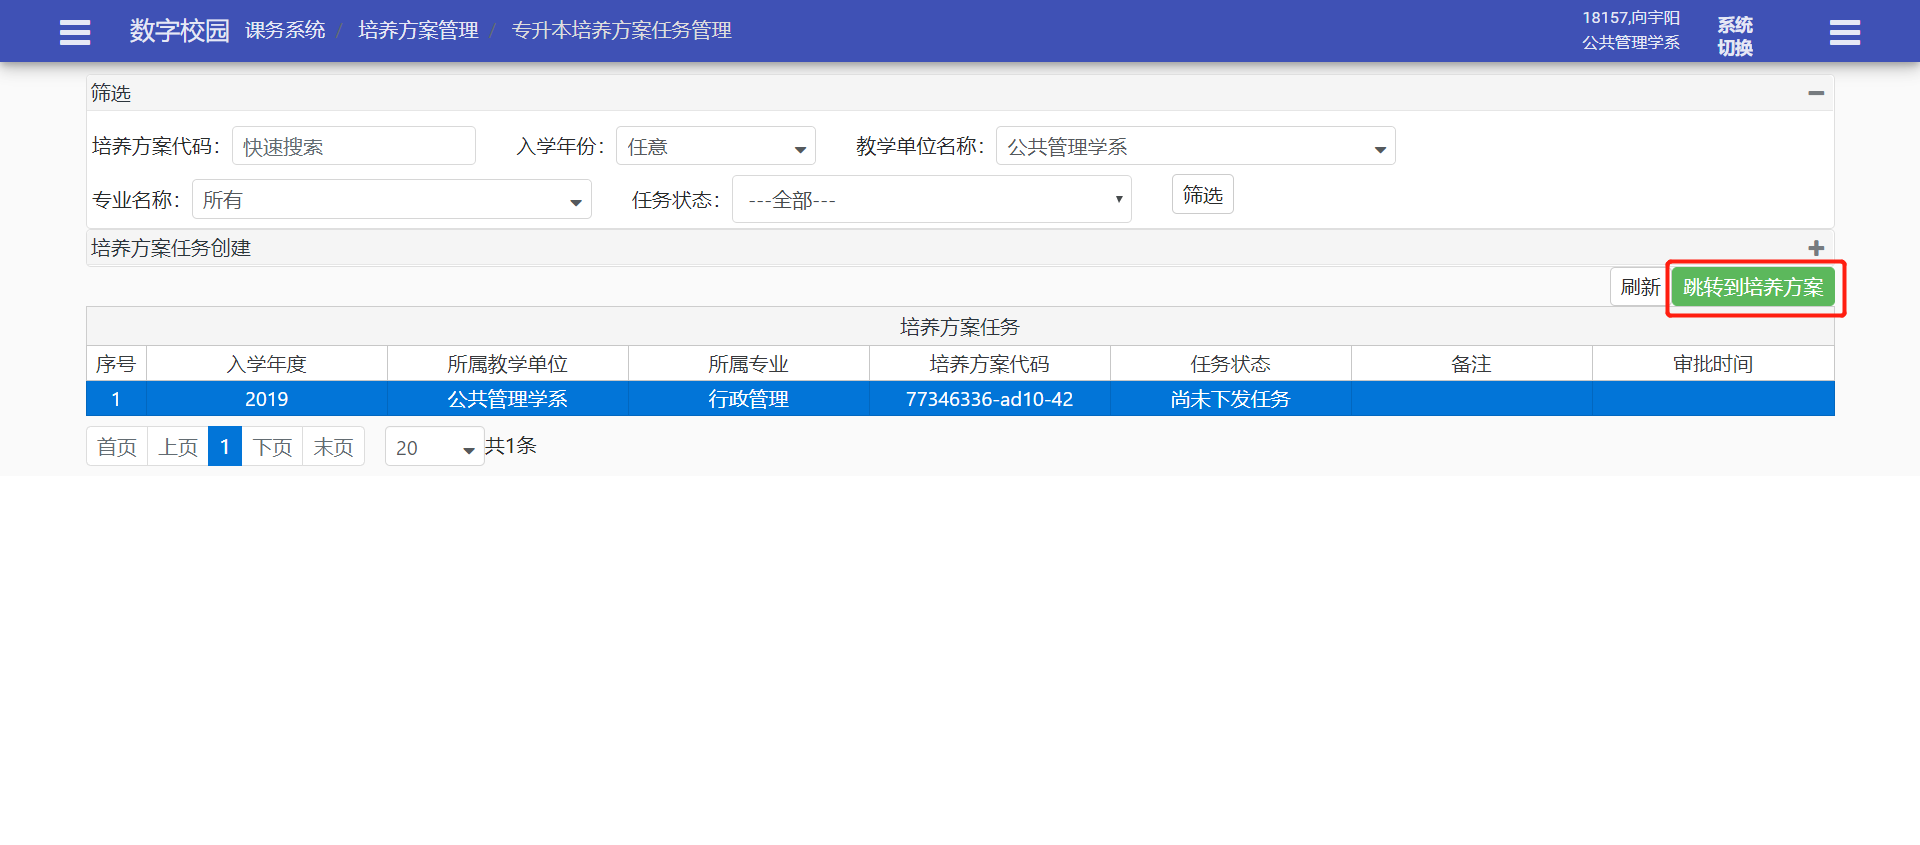 数字校园 课务系统 / 培养方案管理 / 专升本培养方案任务管理
18157,向宇阳
公共管理学系
系统
切换
筛选
培养方案代码： 快速搜索 入学年份： 任意 教学单位名称： 公共管理学系
专业名称： 所有 任务状态： ---全部--- 筛选
培养方案任务创建
刷新 跳转到培养方案
培养方案任务
序号 入学年度 所属教学单位 所属专业 培养方案代码 任务状态 备注 审批时间
1 2019 公共管理学系 行政管理 77346336-ad10-42 尚未下发任务
首页 上页 1 下页 末页 20 共1条